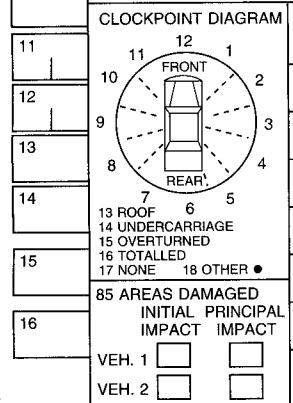 CLOCKPOINT DIAGRAM
12
11 1
FRONT
10 2
9 3
8 4
REAR
7 5
6
13 ROOF
14 UNDERCARRIAGE
15 OVERTURNED
16 TOTALLED
17 NONE 18 OTHER ●
85 AREAS DAMAGED
INITIAL PRINCIPAL
IMPACT IMPACT
VEH. 1
VEH. 2
11
12
13
14
15
16